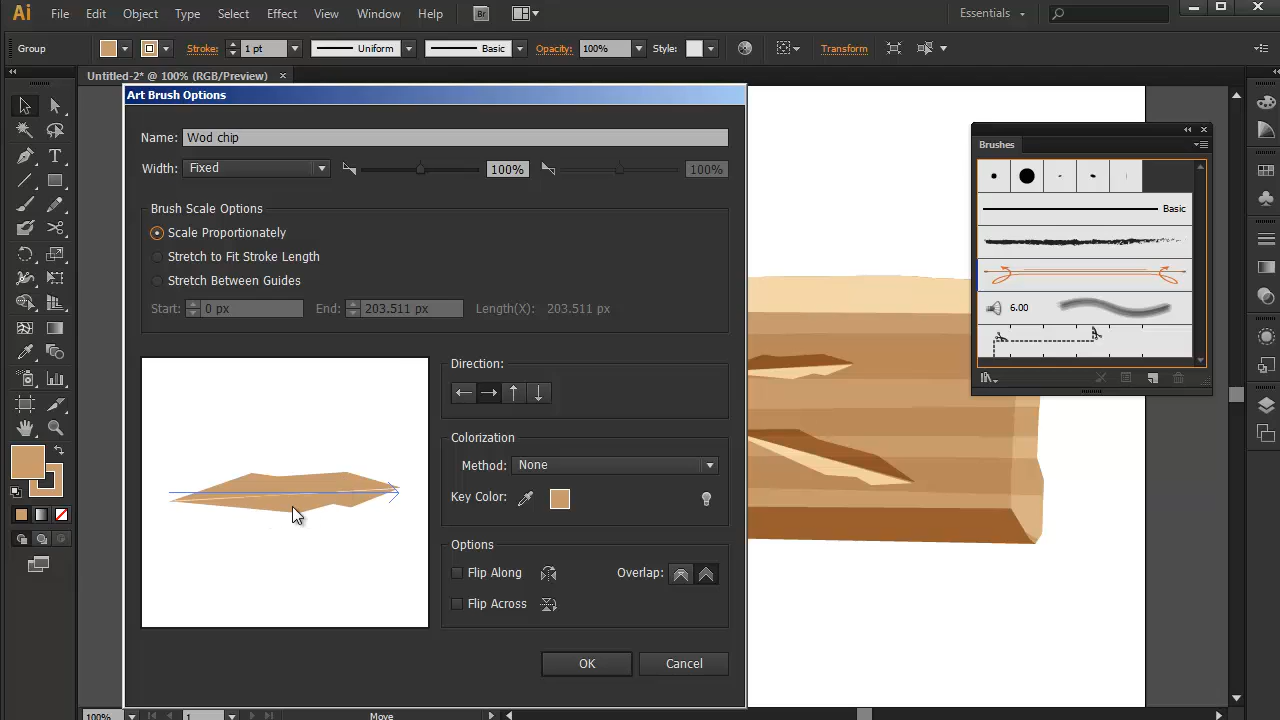 Ai File Edit Object Type Select Effect View Window Help Br Essentials
Group Stroke: 1 pt Uniform Basic Opacity: 100% Style: Transform
Untitled-2* @ 100% (RGB/Preview)
Art Brush Options
Name: Wod chip
Width: Fixed 100% 100%
Brush Scale Options
Scale Proportionately
Stretch to Fit Stroke Length
Stretch Between Guides
Start: 0 px End: 203.511 px Length(X): 203.511 px
Direction:
Colorization
Method: None
Key Color:
Options
Flip Along Overlap:
Flip Across
OK Cancel
Brushes
Basic
6.00
100% 1 Move